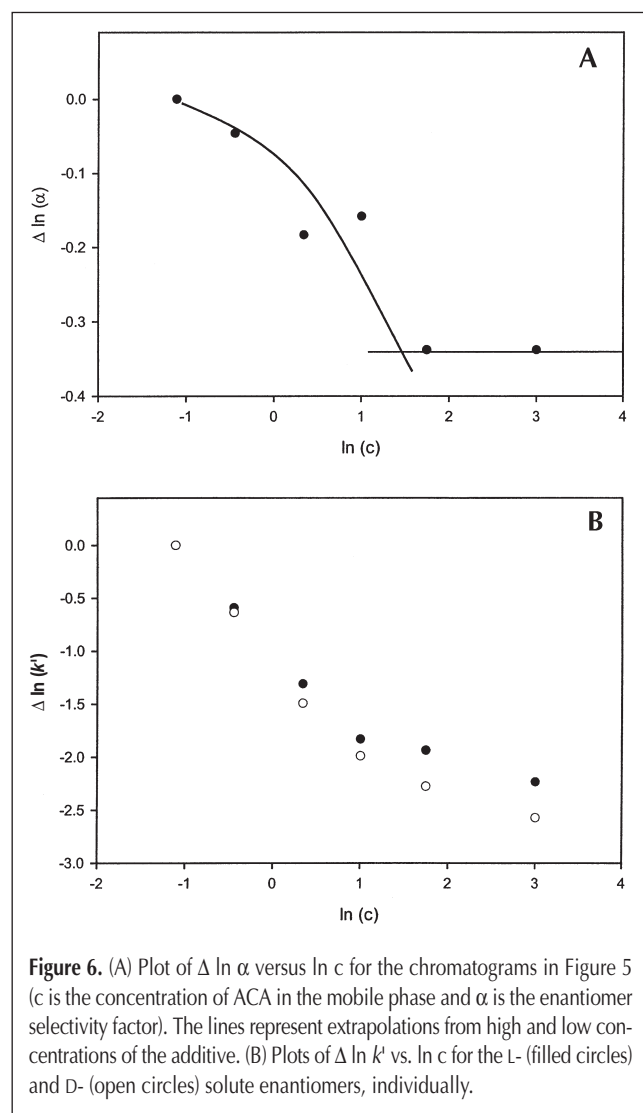 A
0.0
-0.1
-0.2
-0.3
-0.4
Δ ln (α)
-2
-1
0
1
2
3
4
ln (c)
B
0.0
-0.5
-1.0
-1.5
-2.0
-2.5
-3.0
Δ ln (k')
-2
-1
0
1
2
3
4
ln (c)
Figure 6. (A) Plot of Δ ln α versus ln c for the chromatograms in Figure 5
(c is the concentration of ACA in the mobile phase and α is the enantiomer
selectivity factor). The lines represent extrapolations from high and low con-
centrations of the additive. (B) Plots of Δ ln k' vs. ln c for the L- (filled circles)
and D- (open circles) solute enantiomers, individually.